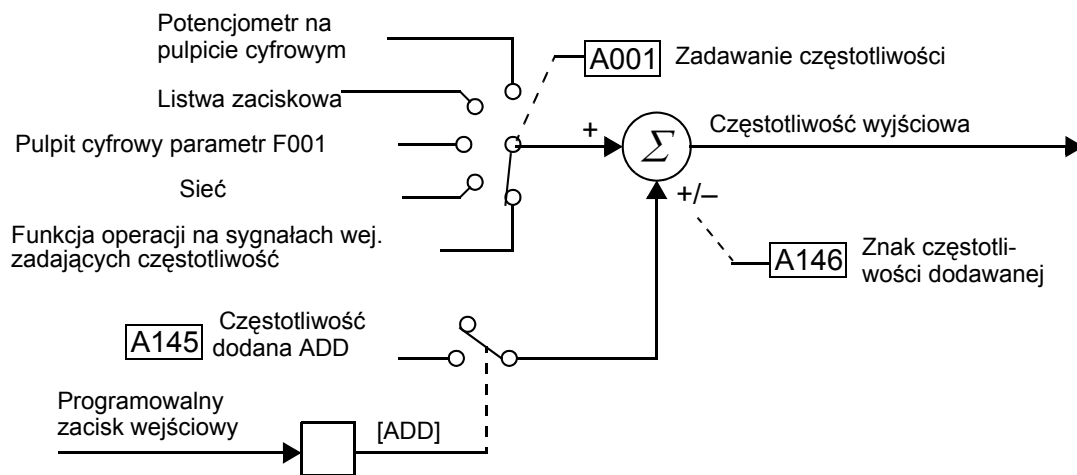 Potencjometr na
pulpicie cyfrowym
A001 Zadawanie częstotliwości
Listwa zaciskowa
Pulpit cyfrowy parametr F001
+
Σ
Częstotliwość wyjściowa
Sieć
+/–
Funkcja operacji na sygnałach wej.
zadających częstotliwość
A146
Znak częstotli-
wości dodawanej
A145
Częstotliwość
dodana ADD
Programowalny
zacisk wejściowy
[ADD]